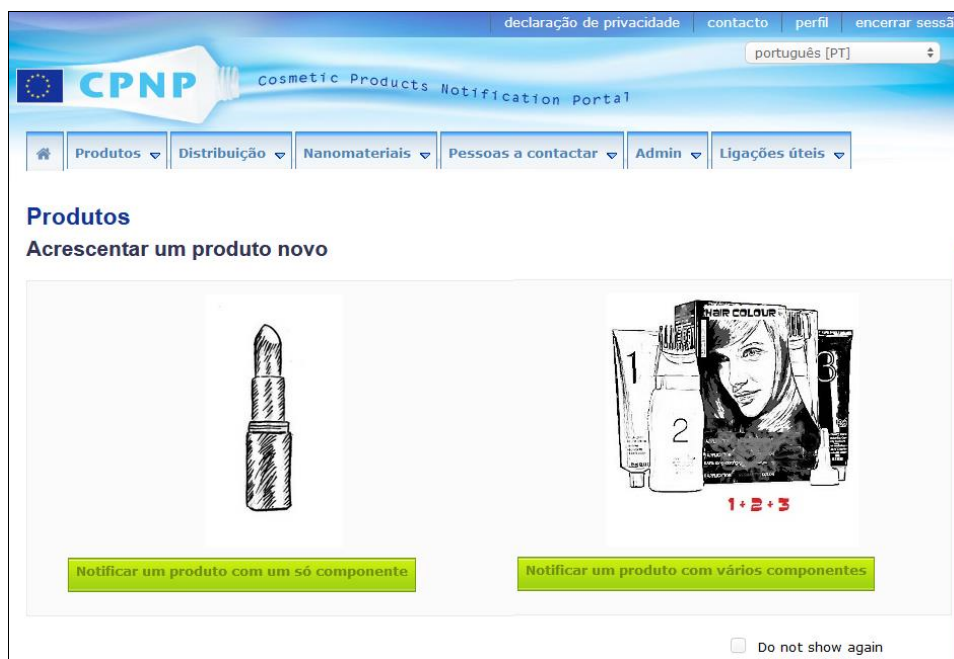 declaração de privacidade contacto perfil encerrar sessã
português [PT]
CPNP Cosmetic Products Notification Portal
Produtos Distribuição Nanomateriais Pessoas a contactar Admin Ligações úteis
Produtos
Acrescentar um produto novo
HAIR COLOUR
1
3
2
1+2+3
Notificar um produto com um só componente Notificar um produto com vários componentes
Do not show again